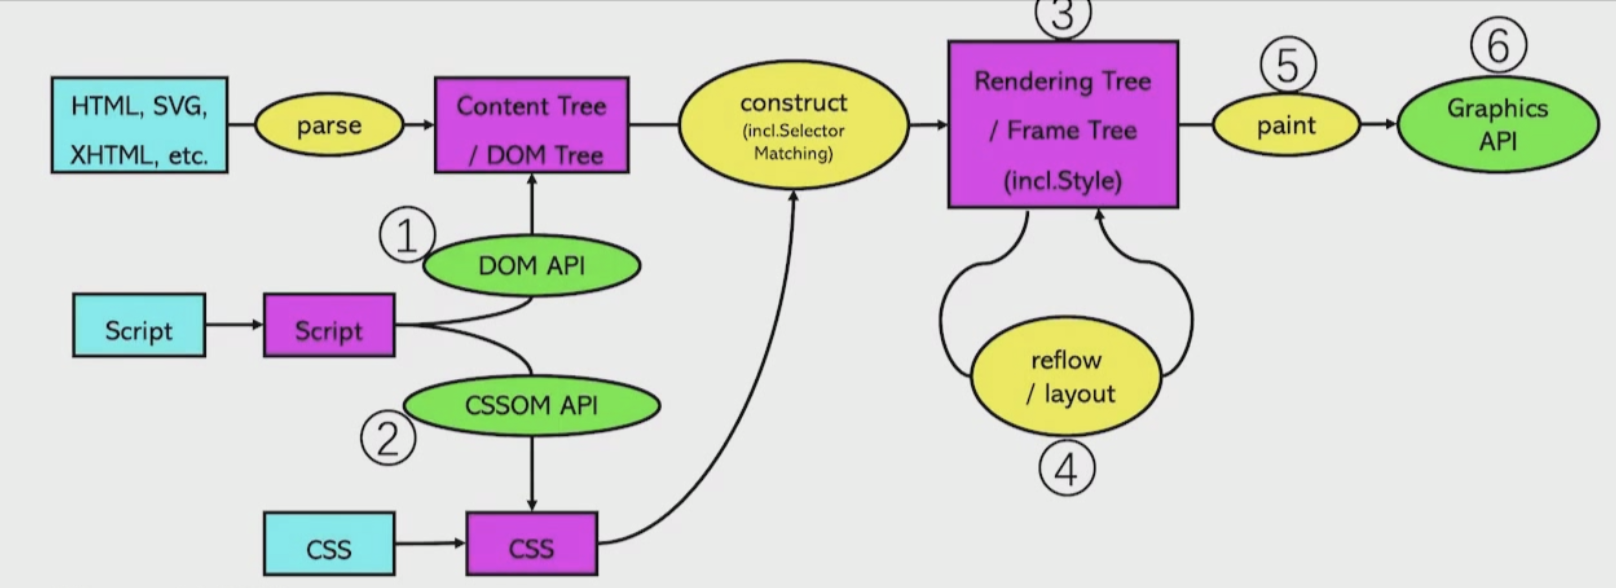 ③
⑥
⑤
HTML, SVG,
XHTML, etc.
parse
Content Tree
/ DOM Tree
construct
(incl.Selector
Matching)
Rendering Tree
/ Frame Tree
(incl.Style)
paint
Graphics
API
①
DOM API
Script
Script
reflow
/ layout
CSSOM API
②
④
CSS
CSS